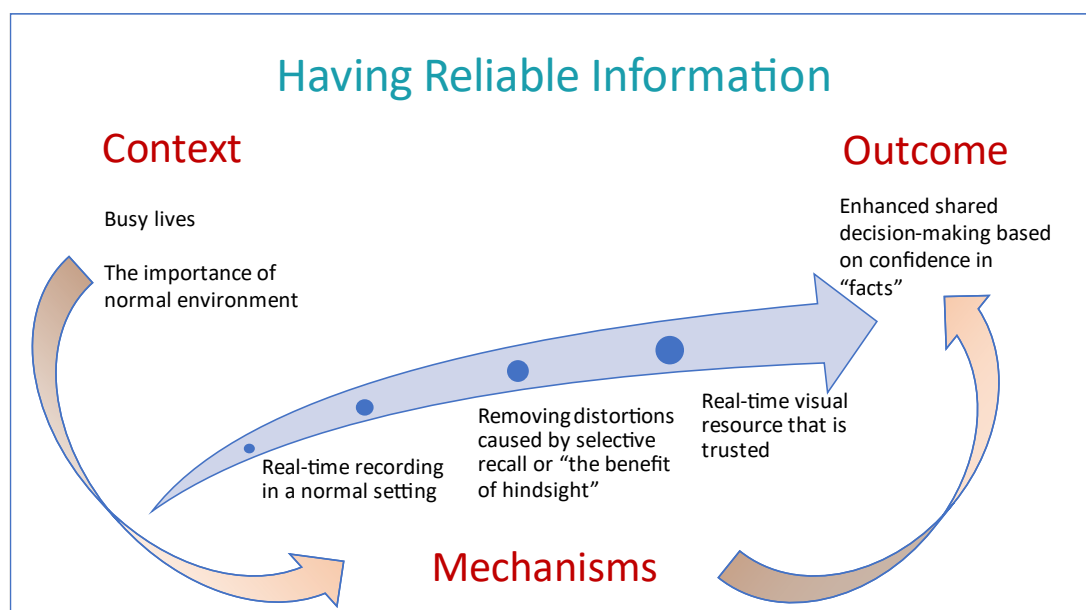 Having Reliable Information
Context
Outcome
Busy lives
The importance of
normal environment
Enhanced shared
decision-making based
on confidence in
“facts”
Real-time recording
in a normal setting
Removing distortions
caused by selective
recall or “the benefit
of hindsight”
Real-time visual
resource that is
trusted
Mechanisms